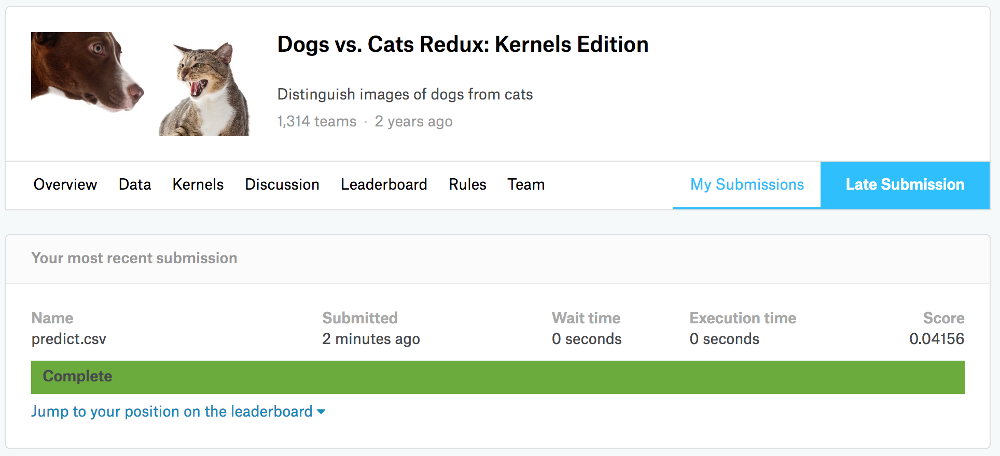 Dogs vs. Cats Redux: Kernels Edition
Distinguish images of dogs from cats
1,314 teams · 2 years ago
Overview Data Kernels Discussion Leaderboard Rules Team My Submissions Late Submission
Your most recent submission
Name Submitted Wait time Execution time Score
predict.csv 2 minutes ago 0 seconds 0 seconds 0.04156
Complete
Jump to your position on the leaderboard